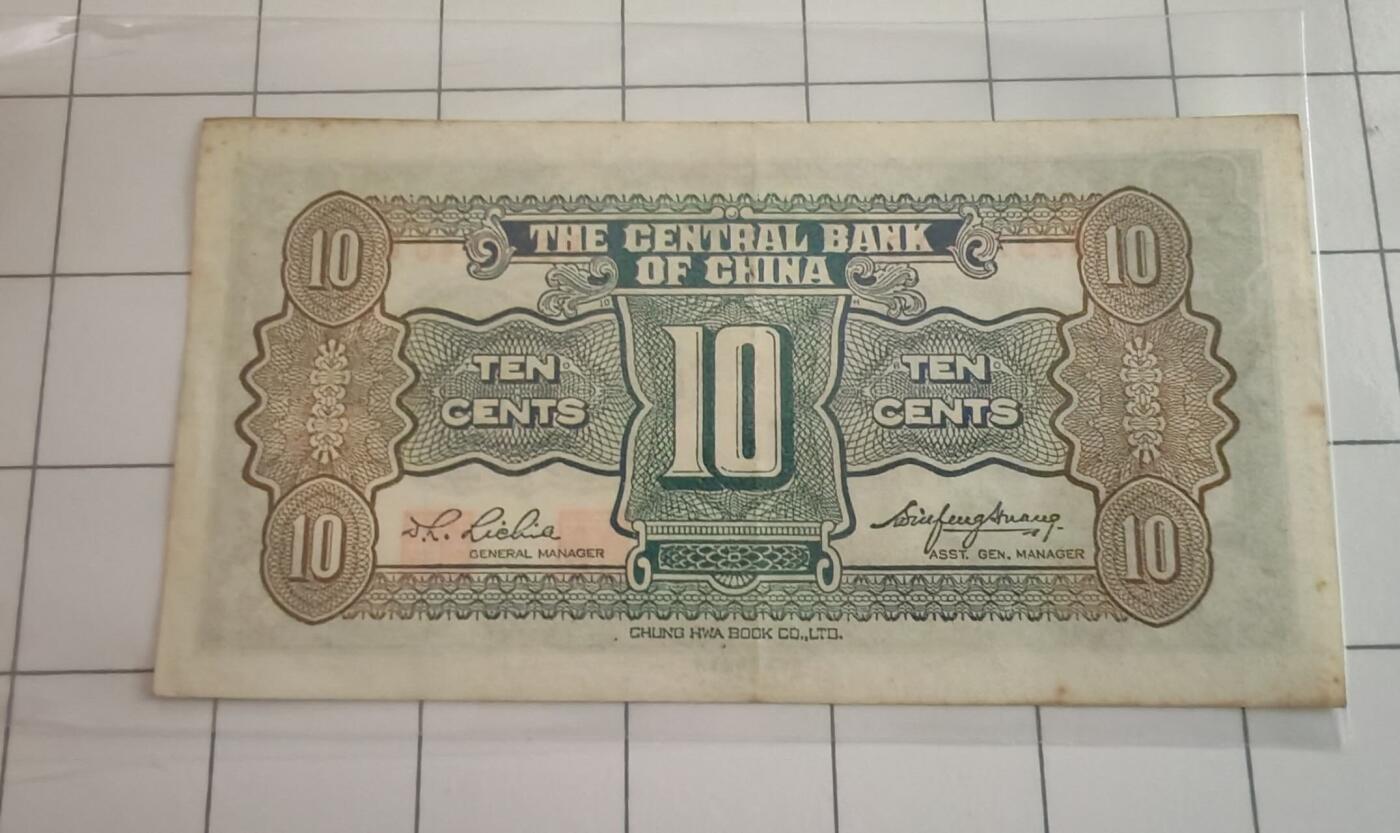 THE CENTRAL BANK
OF CHINA
10
10
10
TEN
CENTS
TEN
CENTS
10
10
GENERAL MANAGER
ASST. GEN. MANAGER
CHUNG HWA BOOK CO.,LTD.